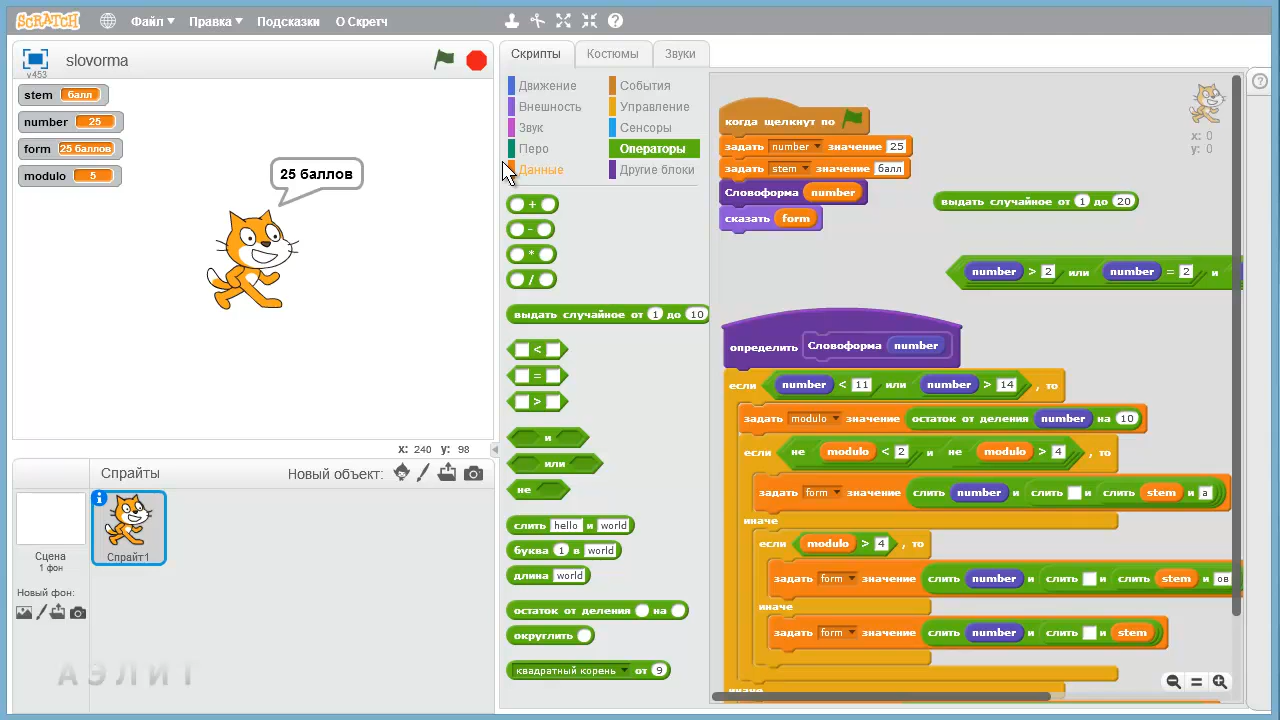 SCRATCH Файл Правка Подсказки О Скретч
slovorma
v453
stem балл
number 25
form 25 баллов
modulo 5
25 баллов
x: 240 y: 98
Спрайты Новый объект:
Сцена
1 фон
Новый фон:
Спрайт1
АЭЛИТ
Скрипты Костюмы Звуки
Движение События
Внешность Управление
Звук Сенсоры
Перо Операторы
Данные Другие блоки
+
-
*
/
выдать случайное от 1 до 10
<
=
>
и
или
не
слить hello и world
буква 1 в world
длина world
остаток от деления на
округлить
квадратный корень от 9
x: 0
y: 0
когда щелкнут по
задать number значение 25
задать stem значение балл
Словоформа number
сказать form
выдать случайное от 1 до 20
number > 2 или number = 2 и
определить Словоформа number
если number < 11 или number > 14 , то
задать modulo значение остаток от деления number на 10
если не modulo < 2 и не modulo > 4 , то
задать form значение слить number и слить и слить stem и а
иначе
если modulo > 4 , то
задать form значение слить number и слить и слить stem и ов
иначе
задать form значение слить number и слить и stem
иначе